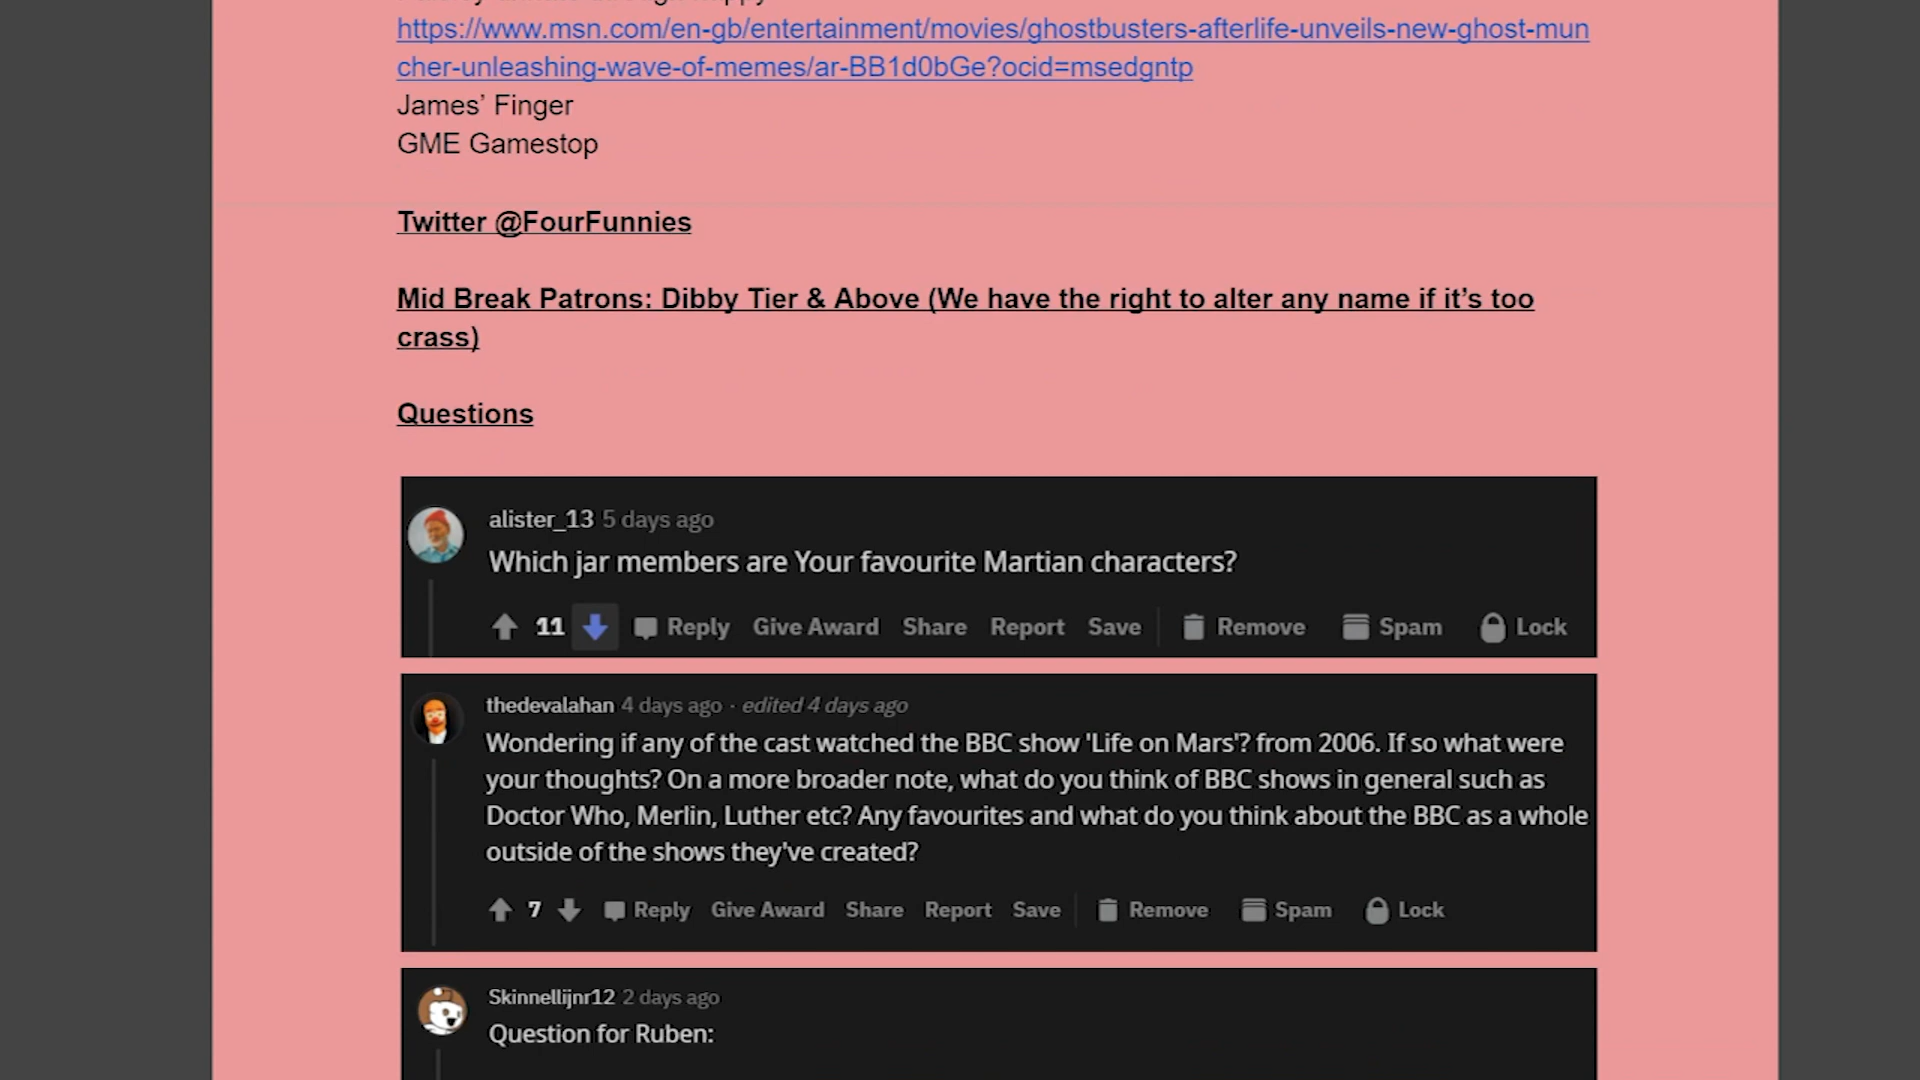 https://www.msn.com/en-gb/entertainment/movies/ghostbusters-afterlife-unveils-new-ghost-mun
cher-unleashing-wave-of-memes/ar-BB1d0bGe?ocid=msedgntp
James’ Finger
GME Gamestop
Twitter @FourFunnies
Mid Break Patrons: Dibby Tier & Above (We have the right to alter any name if it’s too
crass)
Questions
alister_13 5 days ago
Which jar members are Your favourite Martian characters?
11 Reply Give Award Share Report Save Remove Spam Lock
thedevalahan 4 days ago · edited 4 days ago
Wondering if any of the cast watched the BBC show 'Life on Mars'? from 2006. If so what were
your thoughts? On a more broader note, what do you think of BBC shows in general such as
Doctor Who, Merlin, Luther etc? Any favourites and what do you think about the BBC as a whole
outside of the shows they've created?
7 Reply Give Award Share Report Save Remove Spam Lock
Skinnellijnr12 2 days ago
Question for Ruben: